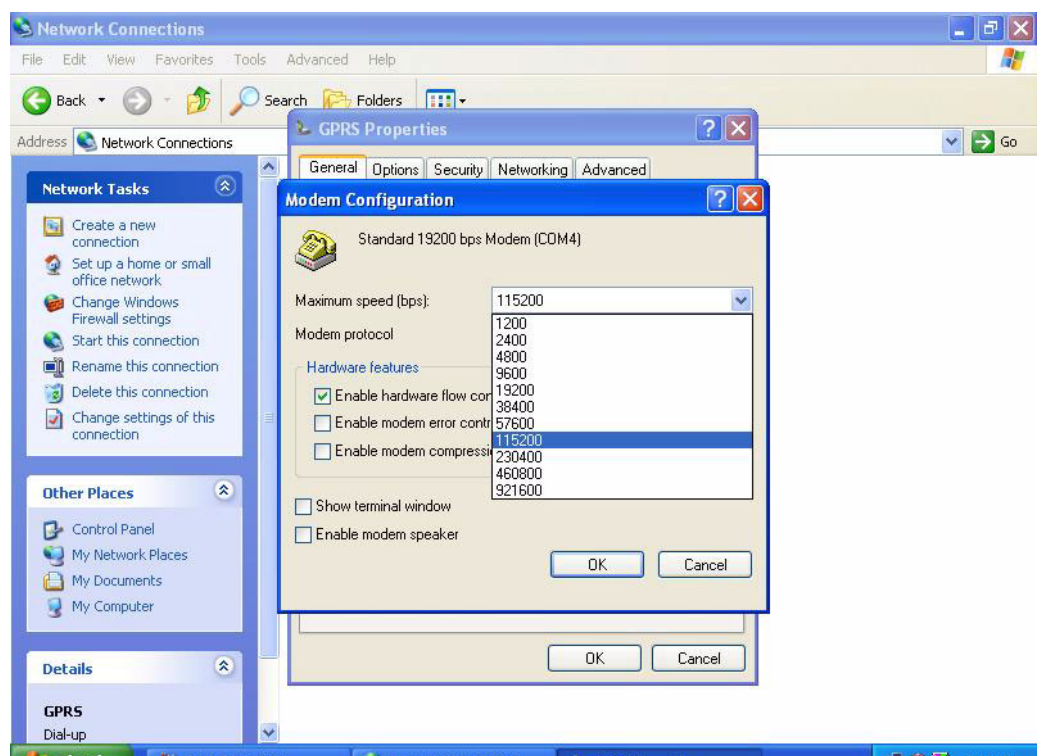 Network Connections
File Edit View Favorites Tools Advanced Help
Back Search Folders
Address Network Connections Go
GPRS Properties
General Options Security Networking Advanced
Modem Configuration
Standard 19200 bps Modem (COM4)
Maximum speed (bps): 115200
1200
2400
4800
9600
19200
38400
57600
115200
230400
460800
921600
Modem protocol
Hardware features
Enable hardware flow con
Enable modem error contr
Enable modem compressi
Show terminal window
Enable modem speaker
OK Cancel
OK Cancel
Network Tasks
Create a new
connection
Set up a home or small
office network
Change Windows
Firewall settings
Start this connection
Rename this connection
Delete this connection
Change settings of this
connection
Other Places
Control Panel
My Network Places
My Documents
My Computer
Details
GPRS
Dial-up